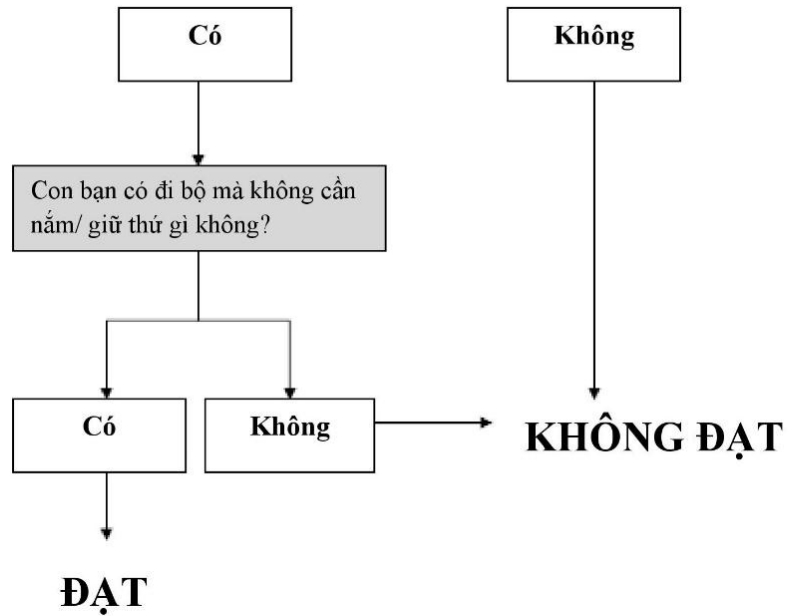 Có
Không
Con bạn có đi bộ mà không cần
nắm/ giữ thứ gì không?
Có
Không
KHÔNG ĐẠT
ĐẠT